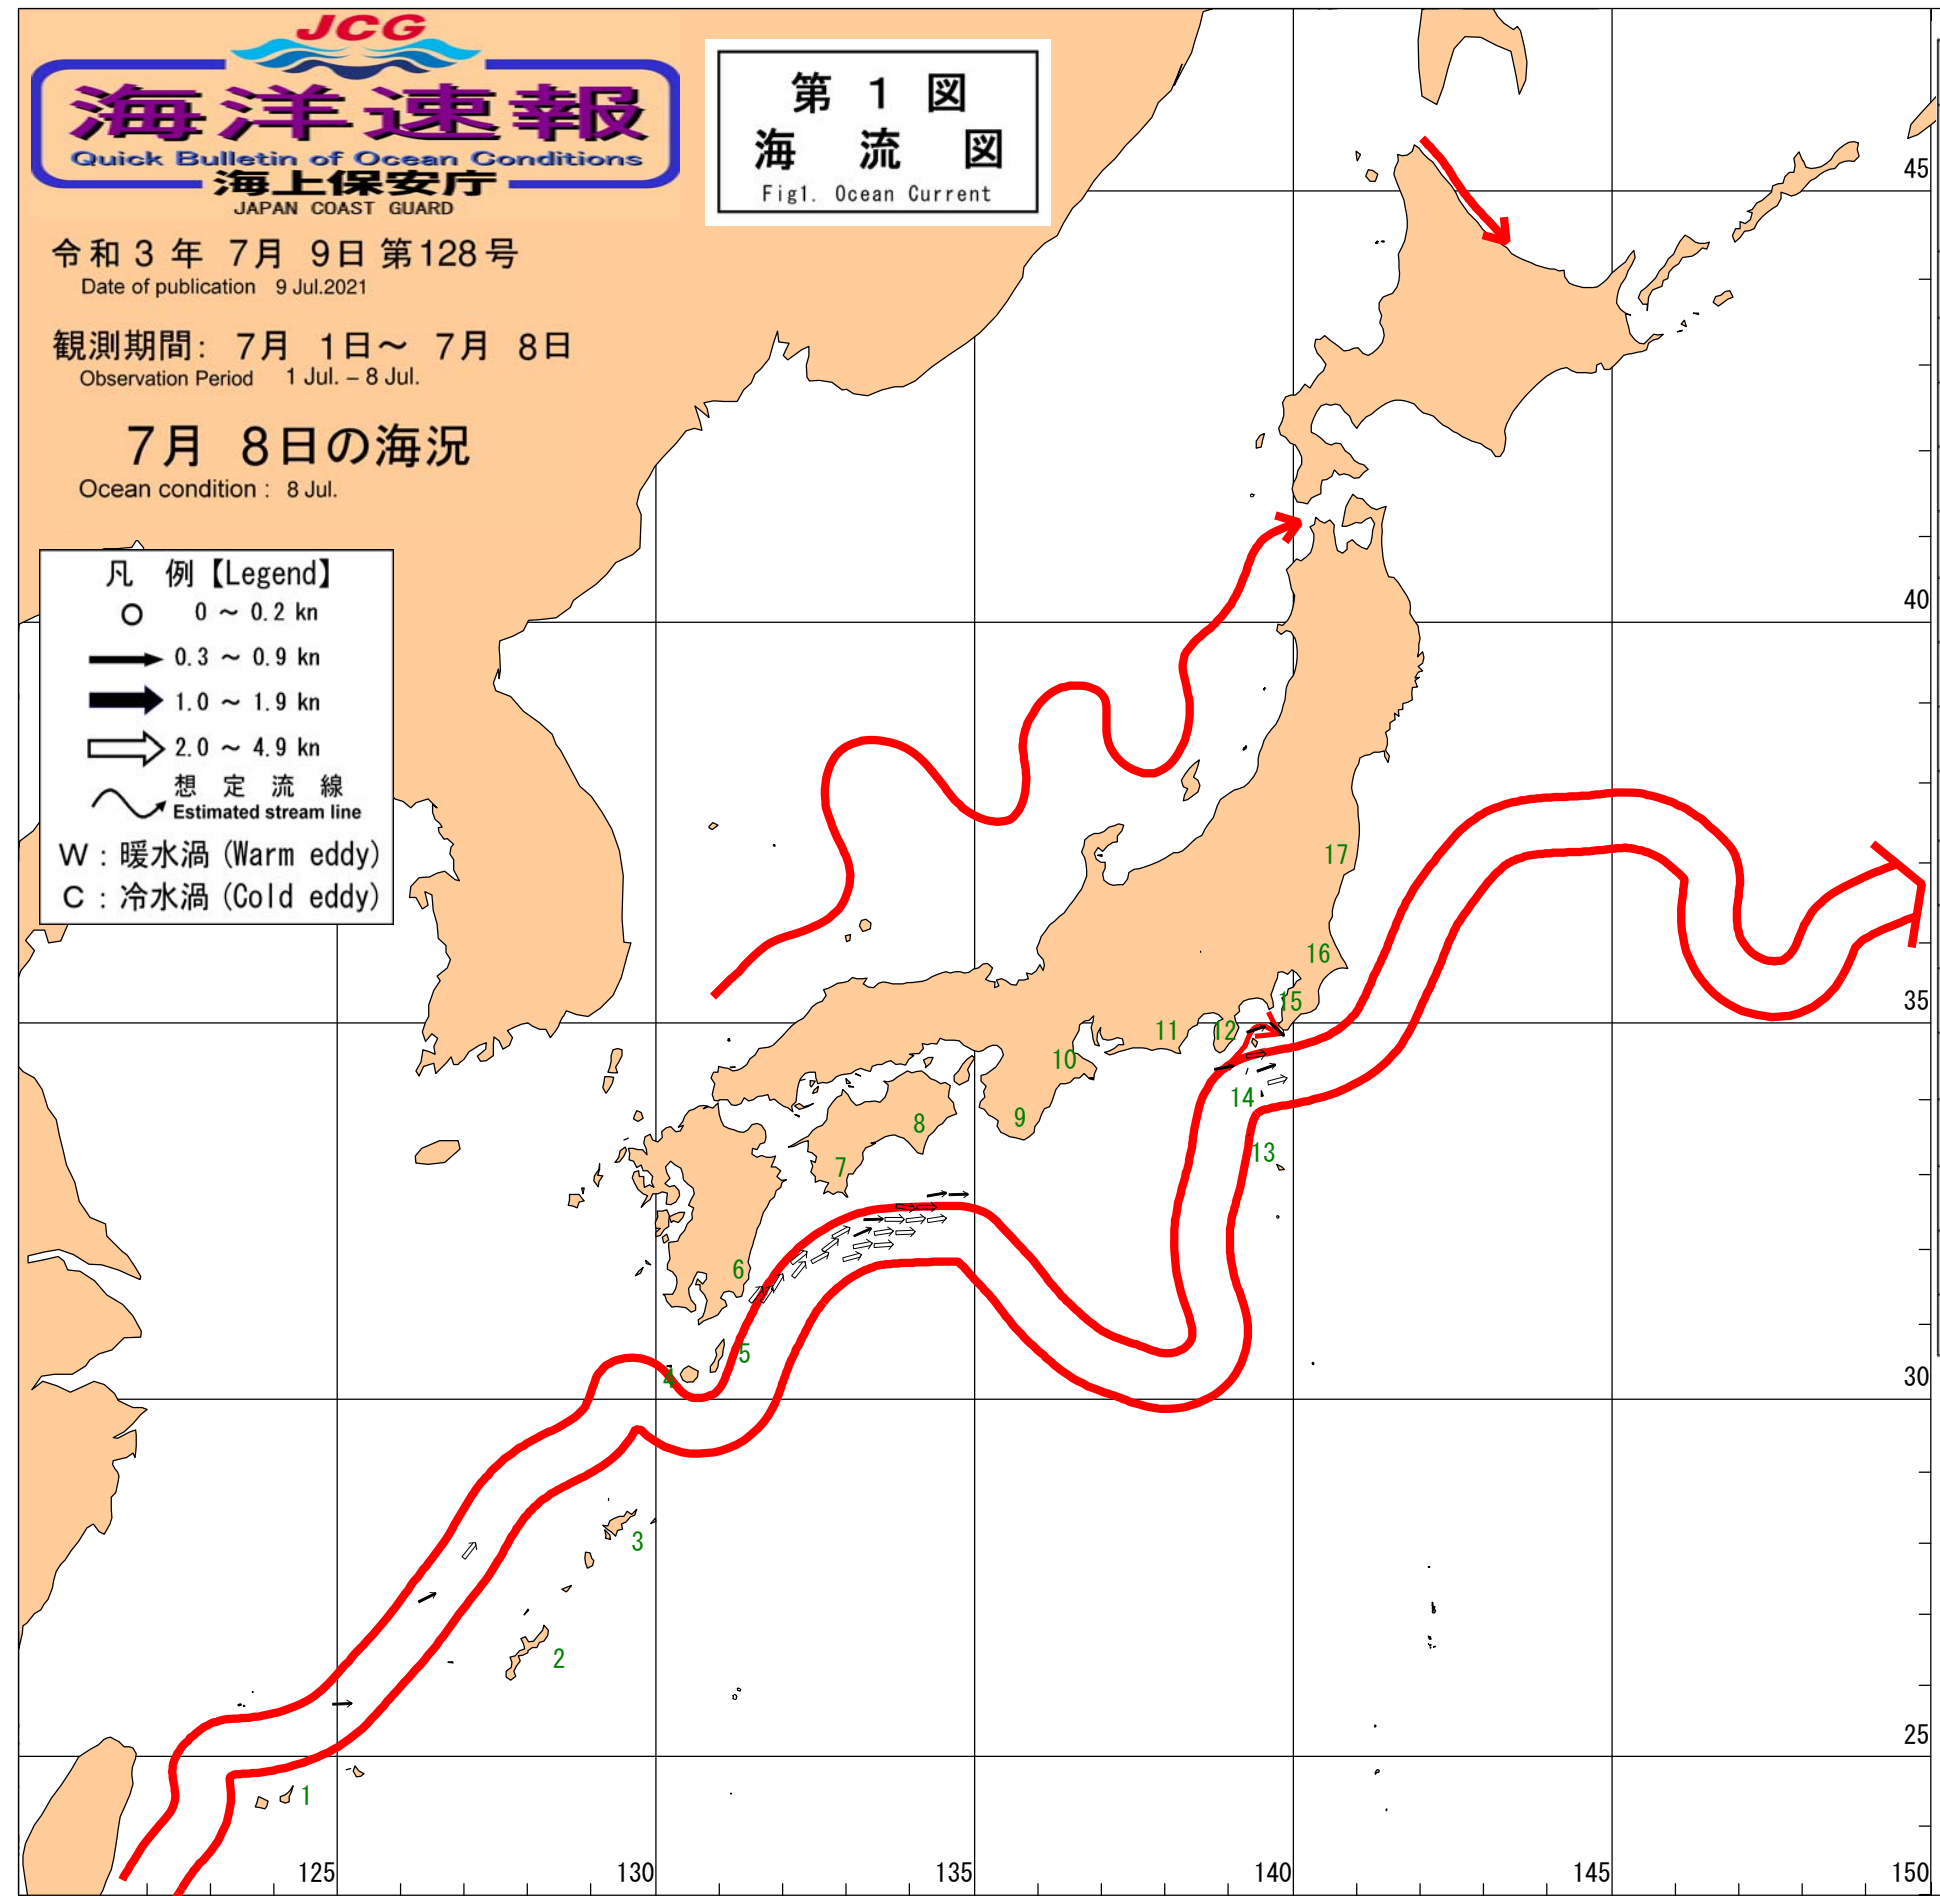 JCG
海洋速報
Quick Bulletin of Ocean Conditions
海上保安庁
JAPAN COAST GUARD
令和 3 年 7月 9日 第128号
Date of publication 9 Jul.2021
観測期間: 7月 1日～ 7月 8日
Observation Period 1 Jul. – 8 Jul.
7月 8日の海況
Ocean condition : 8 Jul.
第 1 図
海 流 図
Fig1. Ocean Current
凡 例【Legend】
0 ～ 0.2 kn
0.3 ～ 0.9 kn
1.0 ～ 1.9 kn
2.0 ～ 4.9 kn
想 定 流 線
Estimated stream line
W : 暖水渦 (Warm eddy)
C : 冷水渦 (Cold eddy)
45
40
17
16
35
15
12
11
10
14
9
8
13
7
6
5
4
30
3
2
25
1
125
130
135
140
145
150